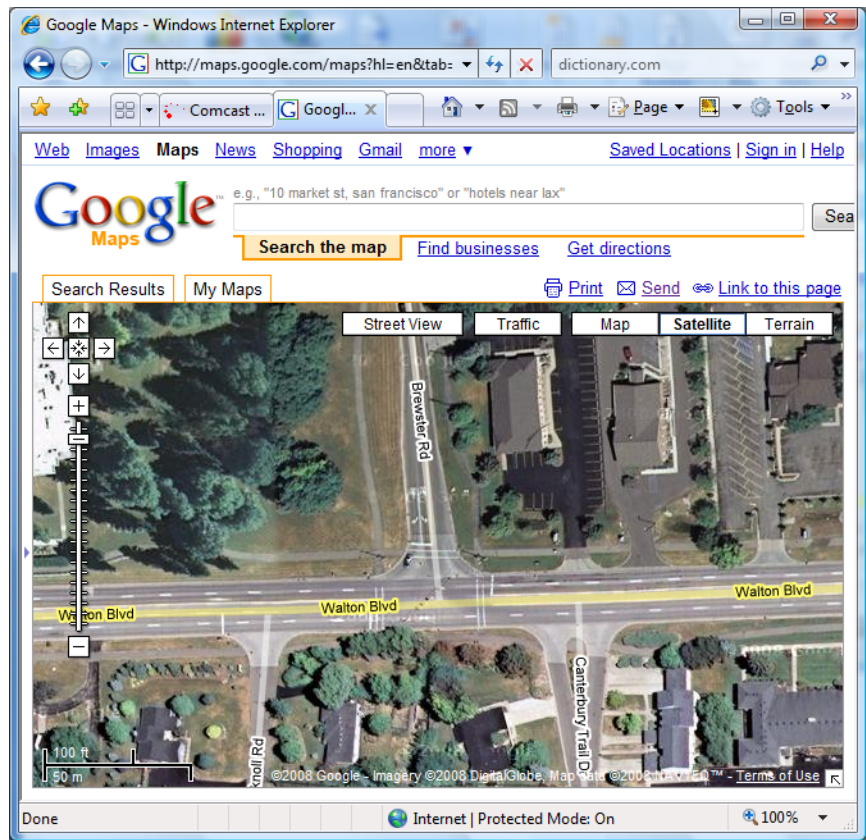 Google Maps - Windows Internet Explorer
http://maps.google.com/maps?hl=en&tab=
dictionary.com
Comcast ...
Googl...
Page
Tools
Web Images Maps News Shopping Gmail more ▼ Saved Locations | Sign in | Help
e.g., "10 market st, san francisco" or "hotels near lax"
Google™
Maps
Sea
Search the map Find businesses Get directions
Search Results My Maps Print Send Link to this page
Street View Traffic Map Satellite Terrain
Brewster Rd
Walton Blvd
Walton Blvd
Walton Blvd
Canterbury Trail D
knoll Rd
100 ft
50 m
©2008 Google - Imagery ©2008 DigitalGlobe, Map data ©2008 NAVTEQ™ - Terms of Use
Done Internet | Protected Mode: On 100%